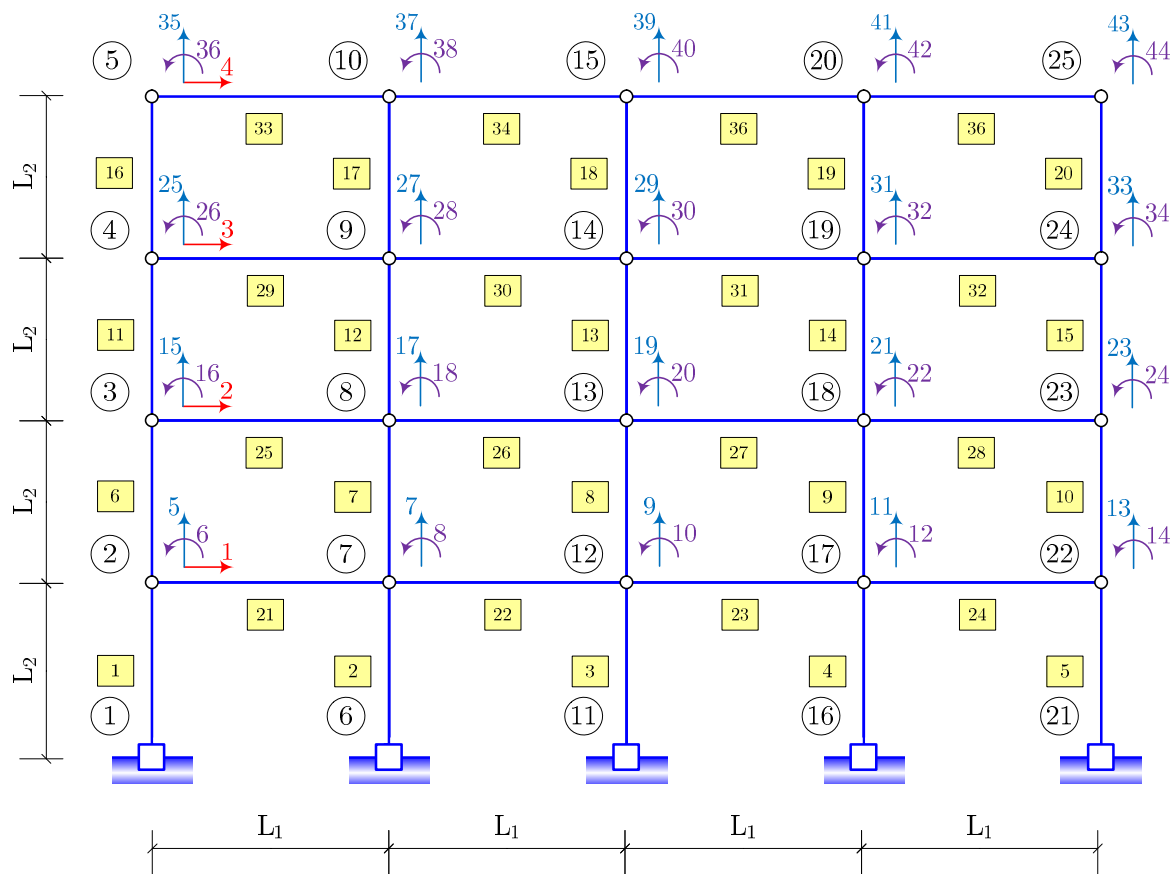 35 37 39 41 43
36 38 40 42 44
5 10 15 20 25
4
33 34 36 36
L₂ 16 17 18 19 20
25 27 29 31 33
26 28 30 32 34
4 3 9 14 19 24
29 30 31 32
L₂ 11 12 13 14 15
15 17 19 21 23
16 18 20 22 24
3 2 8 13 18 23
25 26 27 28
L₂ 6 7 8 9 10
5 7 9 11 13
6 8 10 12 14
2 1 7 12 17 22
21 22 23 24
L₂ 1 2 3 4 5
1 6 11 16 21
L₁ L₁ L₁ L₁